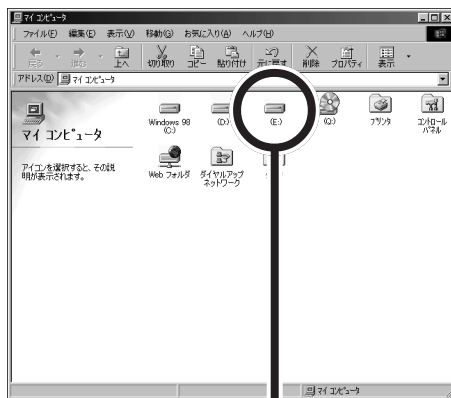 マイ コンピュータ
ファイル(F) 編集(E) 表示(V) 移動(G) お気に入り(A) ヘルプ(H)
戻る 進む 上へ 切り取り コピー 貼り付け 元に戻す 削除 プロパティ 表示
アドレス(D) マイ コンピュータ
マイ コンピュータ
アイコンを選択すると、その説
明が表示されます。
Windows 98
(C:)
(D:)
(E:)
(Q:)
プリンタ
コントロール
パネル
Web フォルダ
ダイヤルアップ
ネットワーク
マイ コンピュータ